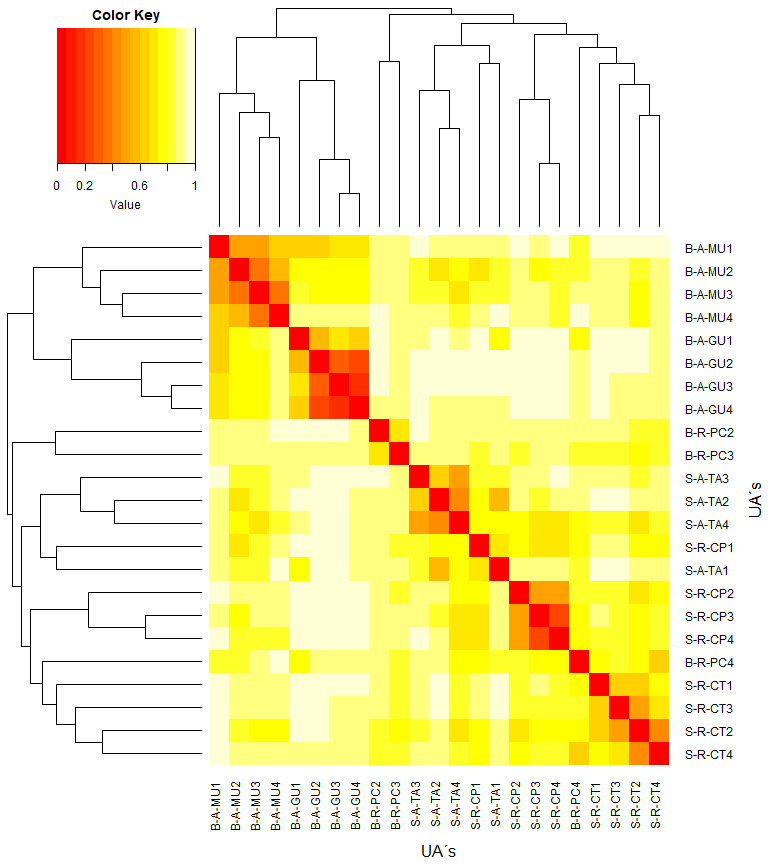 Color Key
0 0.2 0.6 1
Value
B-A-MU1
B-A-MU2
B-A-MU3
B-A-MU4
B-A-GU1
B-A-GU2
B-A-GU3
B-A-GU4
B-R-PC2
B-R-PC3
S-A-TA3
S-A-TA2
S-A-TA4
S-R-CP1
S-A-TA1
S-R-CP2
S-R-CP3
S-R-CP4
B-R-PC4
S-R-CT1
S-R-CT3
S-R-CT2
S-R-CT4
UA´s
B-A-MU1
B-A-MU2
B-A-MU3
B-A-MU4
B-A-GU1
B-A-GU2
B-A-GU3
B-A-GU4
B-R-PC2
B-R-PC3
S-A-TA3
S-A-TA2
S-A-TA4
S-R-CP1
S-A-TA1
S-R-CP2
S-R-CP3
S-R-CP4
B-R-PC4
S-R-CT1
S-R-CT3
S-R-CT2
S-R-CT4
UA´s